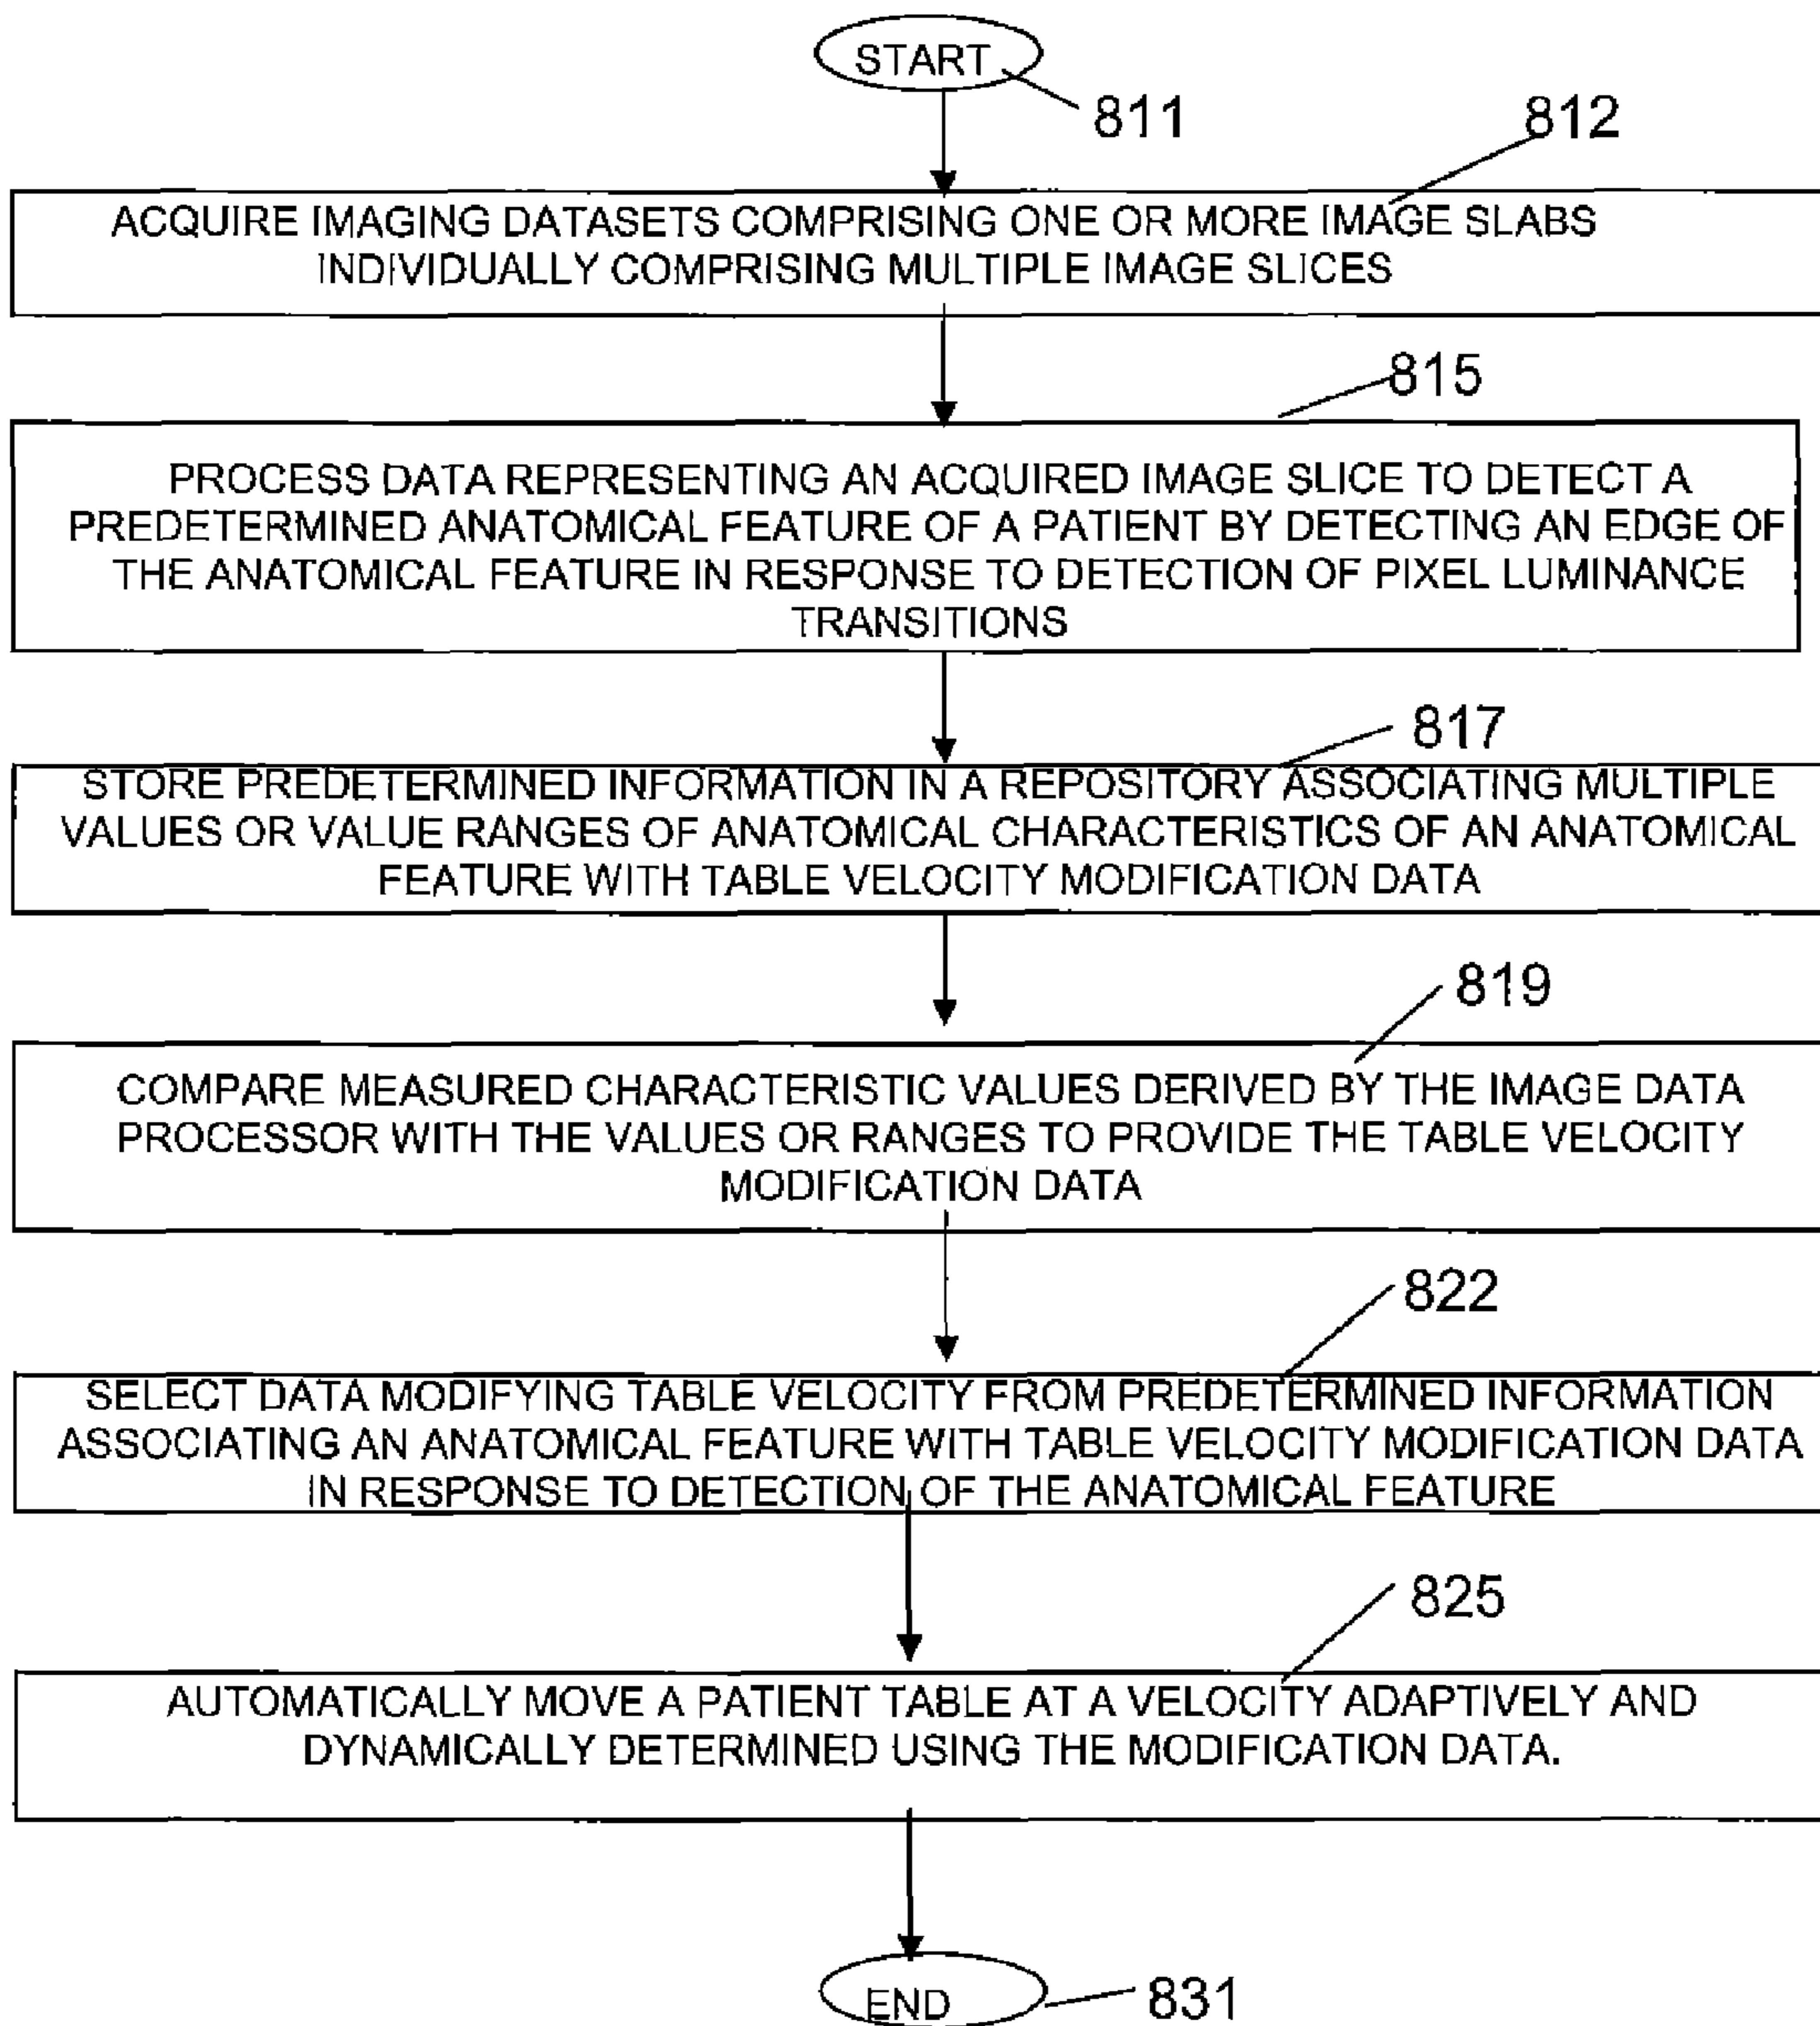 START
811
812
ACQUIRE IMAGING DATASETS COMPRISING ONE OR MORE IMAGE SLABS
INDIVIDUALLY COMPRISING MULTIPLE IMAGE SLICES
815
PROCESS DATA REPRESENTING AN ACQUIRED IMAGE SLICE TO DETECT A
PREDETERMINED ANATOMICAL FEATURE OF A PATIENT BY DETECTING AN EDGE OF
THE ANATOMICAL FEATURE IN RESPONSE TO DETECTION OF PIXEL LUMINANCE
TRANSITIONS
817
STORE PREDETERMINED INFORMATION IN A REPOSITORY ASSOCIATING MULTIPLE
VALUES OR VALUE RANGES OF ANATOMICAL CHARACTERISTICS OF AN ANATOMICAL
FEATURE WITH TABLE VELOCITY MODIFICATION DATA
819
COMPARE MEASURED CHARACTERISTIC VALUES DERIVED BY THE IMAGE DATA
PROCESSOR WITH THE VALUES OR RANGES TO PROVIDE THE TABLE VELOCITY
MODIFICATION DATA
822
SELECT DATA MODIFYING TABLE VELOCITY FROM PREDETERMINED INFORMATION
ASSOCIATING AN ANATOMICAL FEATURE WITH TABLE VELOCITY MODIFICATION DATA
IN RESPONSE TO DETECTION OF THE ANATOMICAL FEATURE
825
AUTOMATICALLY MOVE A PATIENT TABLE AT A VELOCITY ADAPTIVELY AND
DYNAMICALLY DETERMINED USING THE MODIFICATION DATA.
END
831